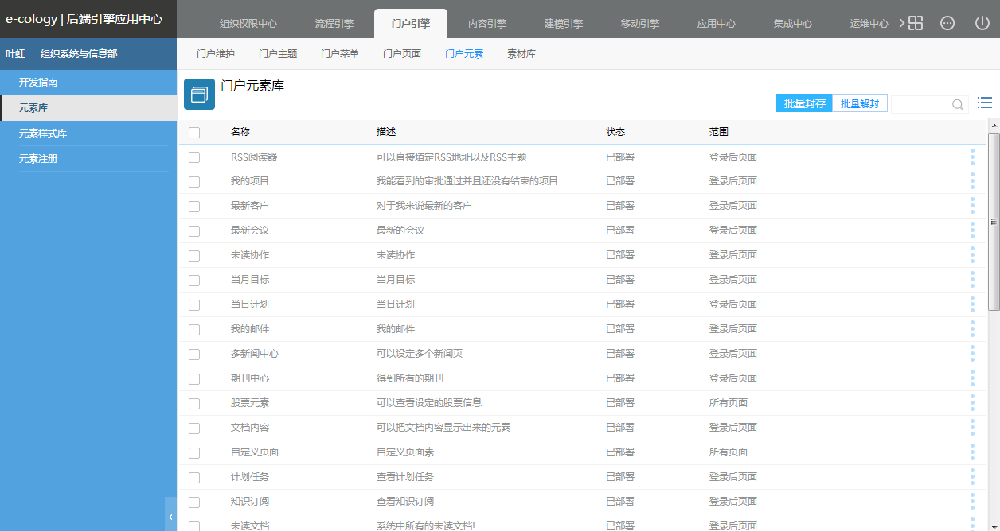 e-cology | 后端引擎应用中心
组织权限中心 流程引擎 门户引擎 内容引擎 建模引擎 移动引擎 应用中心 集成中心 运维中心
叶虹 组织系统与信息部
门户维护 门户主题 门户菜单 门户页面 门户元素 素材库
开发指南
元素库
元素样式库
元素注册
门户元素库
批量封存 批量解封
名称 描述 状态 范围
RSS阅读器 可以直接填定RSS地址以及RSS主题 已部署 登录后页面
我的项目 我能看到的审批通过并且还没有结束的项目 已部署 登录后页面
最新客户 对于我来说最新的客户 已部署 登录后页面
最新会议 最新的会议 已部署 登录后页面
未读协作 未读协作 已部署 登录后页面
当月目标 当月目标 已部署 登录后页面
当日计划 当日计划 已部署 登录后页面
我的邮件 我的邮件 已部署 登录后页面
多新闻中心 可以设定多个新闻页 已部署 登录后页面
期刊中心 得到所有的期刊 已部署 登录后页面
股票元素 可以查看设定的股票信息 已部署 所有页面
文档内容 可以把文档内容显示出来的元素 已部署 登录后页面
自定义页面 自定义页面素 已部署 所有页面
计划任务 查看计划任务 已部署 登录后页面
知识订阅 查看知识订阅 已部署 登录后页面
未读文档 系统中所有的未读文档! 已部署 登录后页面